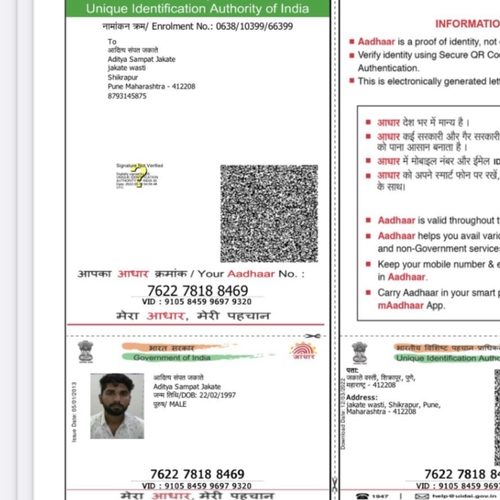 Unique Identification Authority of India
नामांकन क्रम/ Enrolment No.: 0638/10399/66399
To
आदित्य संपत जकाते
Aditya Sampat Jakate
jakate wasti
Shikrapur
Pune Maharashtra - 412208
8793145875
Signature Not Verified
आपका आधार क्रमांक / Your Aadhaar No. :
7622 7818 8469
VID : 9105 8459 9697 9320
मेरा आधार, मेरी पहचान
भारत सरकार
Government of India
Issue Date: 05/01/2013
आदित्य संपत जकाते
Aditya Sampat Jakate
जन्म तिथि/DOB: 22/02/1997
पुरुष/ MALE
7622 7818 8469
VID : 9105 8459 9697 9320
मेरा आधार, मेरी पहचान
INFORMATIO
Aadhaar is a proof of identity, not
Verify identity using Secure QR Co
Authentication.
This is electronically generated lett
आधार देश भर में मान्य है ।
आधार कई सरकारी और गैर सरकारी
को पाना आसान बनाता है ।
आधार में मोबाइल नंबर और ईमेल ID
आधार को अपने स्मार्ट फोन पर रखें,
के साथ।
Aadhaar is valid throughout t
Aadhaar helps you avail vari
and non-Government services
Keep your mobile number & e
in Aadhaar.
Carry Aadhaar in your smart p
mAadhaar App.
भारतीय विशिष्ट पहचान प्राधिक
Unique Identification Autho
पता:
जकाते वस्ती, शिक्रापुर, पुणे,
महाराष्ट्र - 412208
Address:
jakate wasti, Shikrapur, Pune,
Maharashtra - 412208
7622 7818 8
VID : 9105 8459 969
1947
help@uidai.gov.in